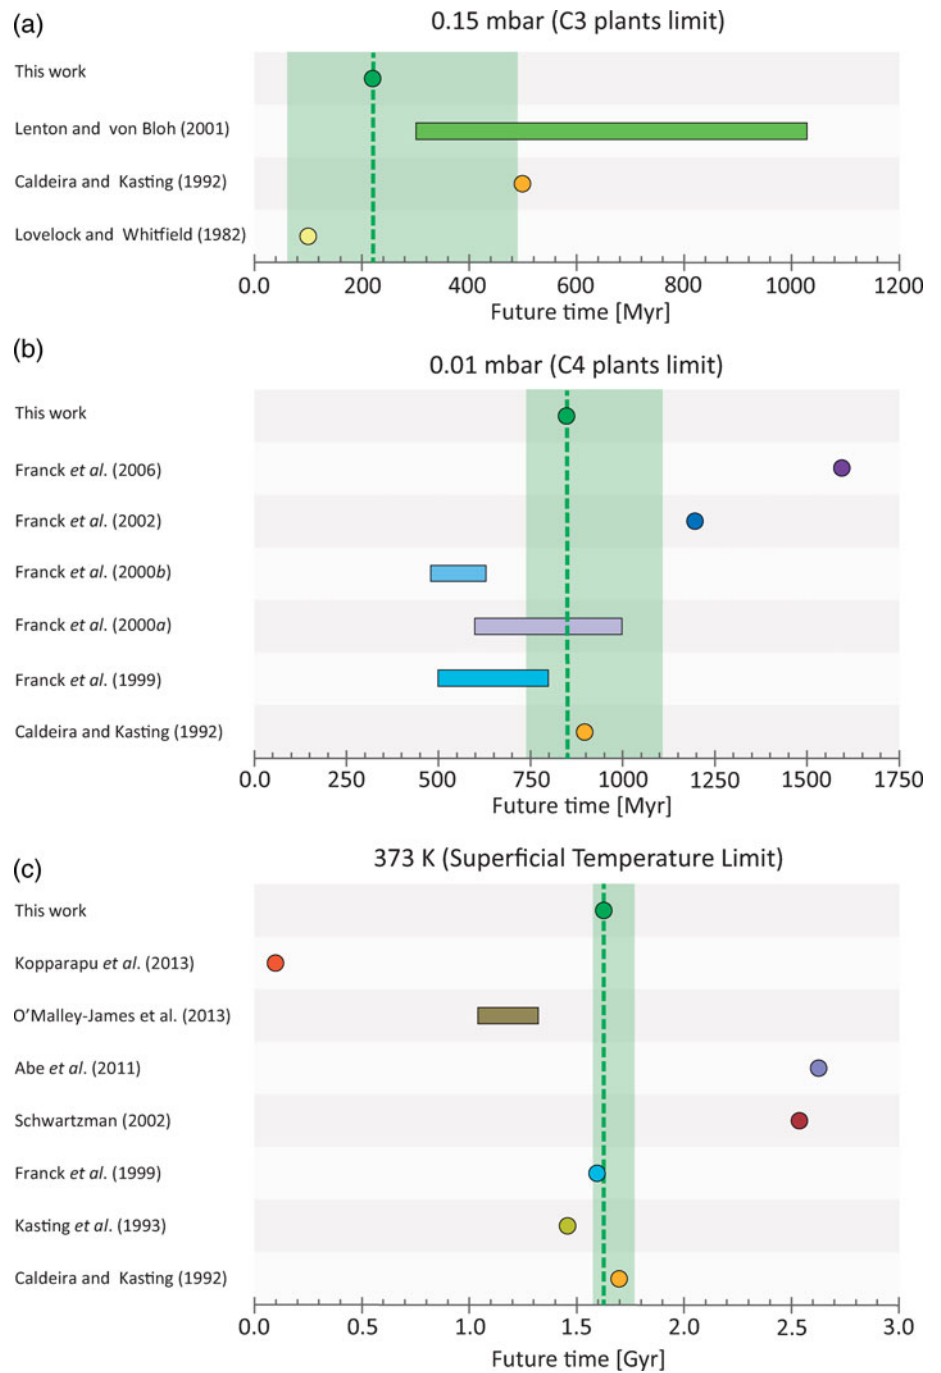 (a)
0.15 mbar (C3 plants limit)
This work
Lenton and von Bloh (2001)
Caldeira and Kasting (1992)
Lovelock and Whitfield (1982)
0.0 200 400 600 800 1000 1200
Future time [Myr]
(b)
0.01 mbar (C4 plants limit)
This work
Franck et al. (2006)
Franck et al. (2002)
Franck et al. (2000b)
Franck et al. (2000a)
Franck et al. (1999)
Caldeira and Kasting (1992)
0.0 250 500 750 1000 1250 1500 1750
Future time [Myr]
(c)
373 K (Superficial Temperature Limit)
This work
Kopparapu et al. (2013)
O'Malley-James et al. (2013)
Abe et al. (2011)
Schwartzman (2002)
Franck et al. (1999)
Kasting et al. (1993)
Caldeira and Kasting (1992)
0.0 0.5 1.0 1.5 2.0 2.5 3.0
Future time [Gyr]